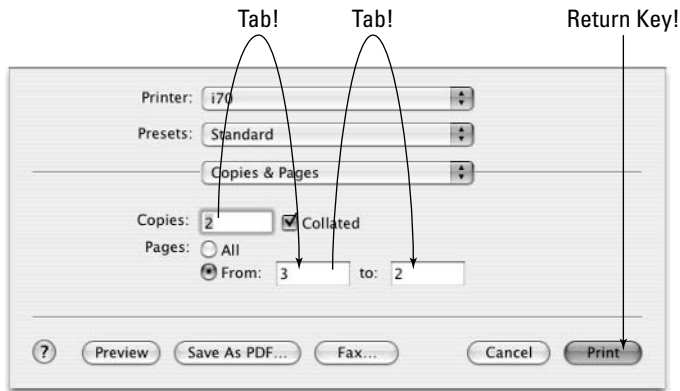 Tab! Tab! Return Key!
Printer: i70
Presets: Standard
Copies & Pages
Copies: 2 Collated
Pages: All
From: 3 to: 2
? Preview Save As PDF... Fax... Cancel Print